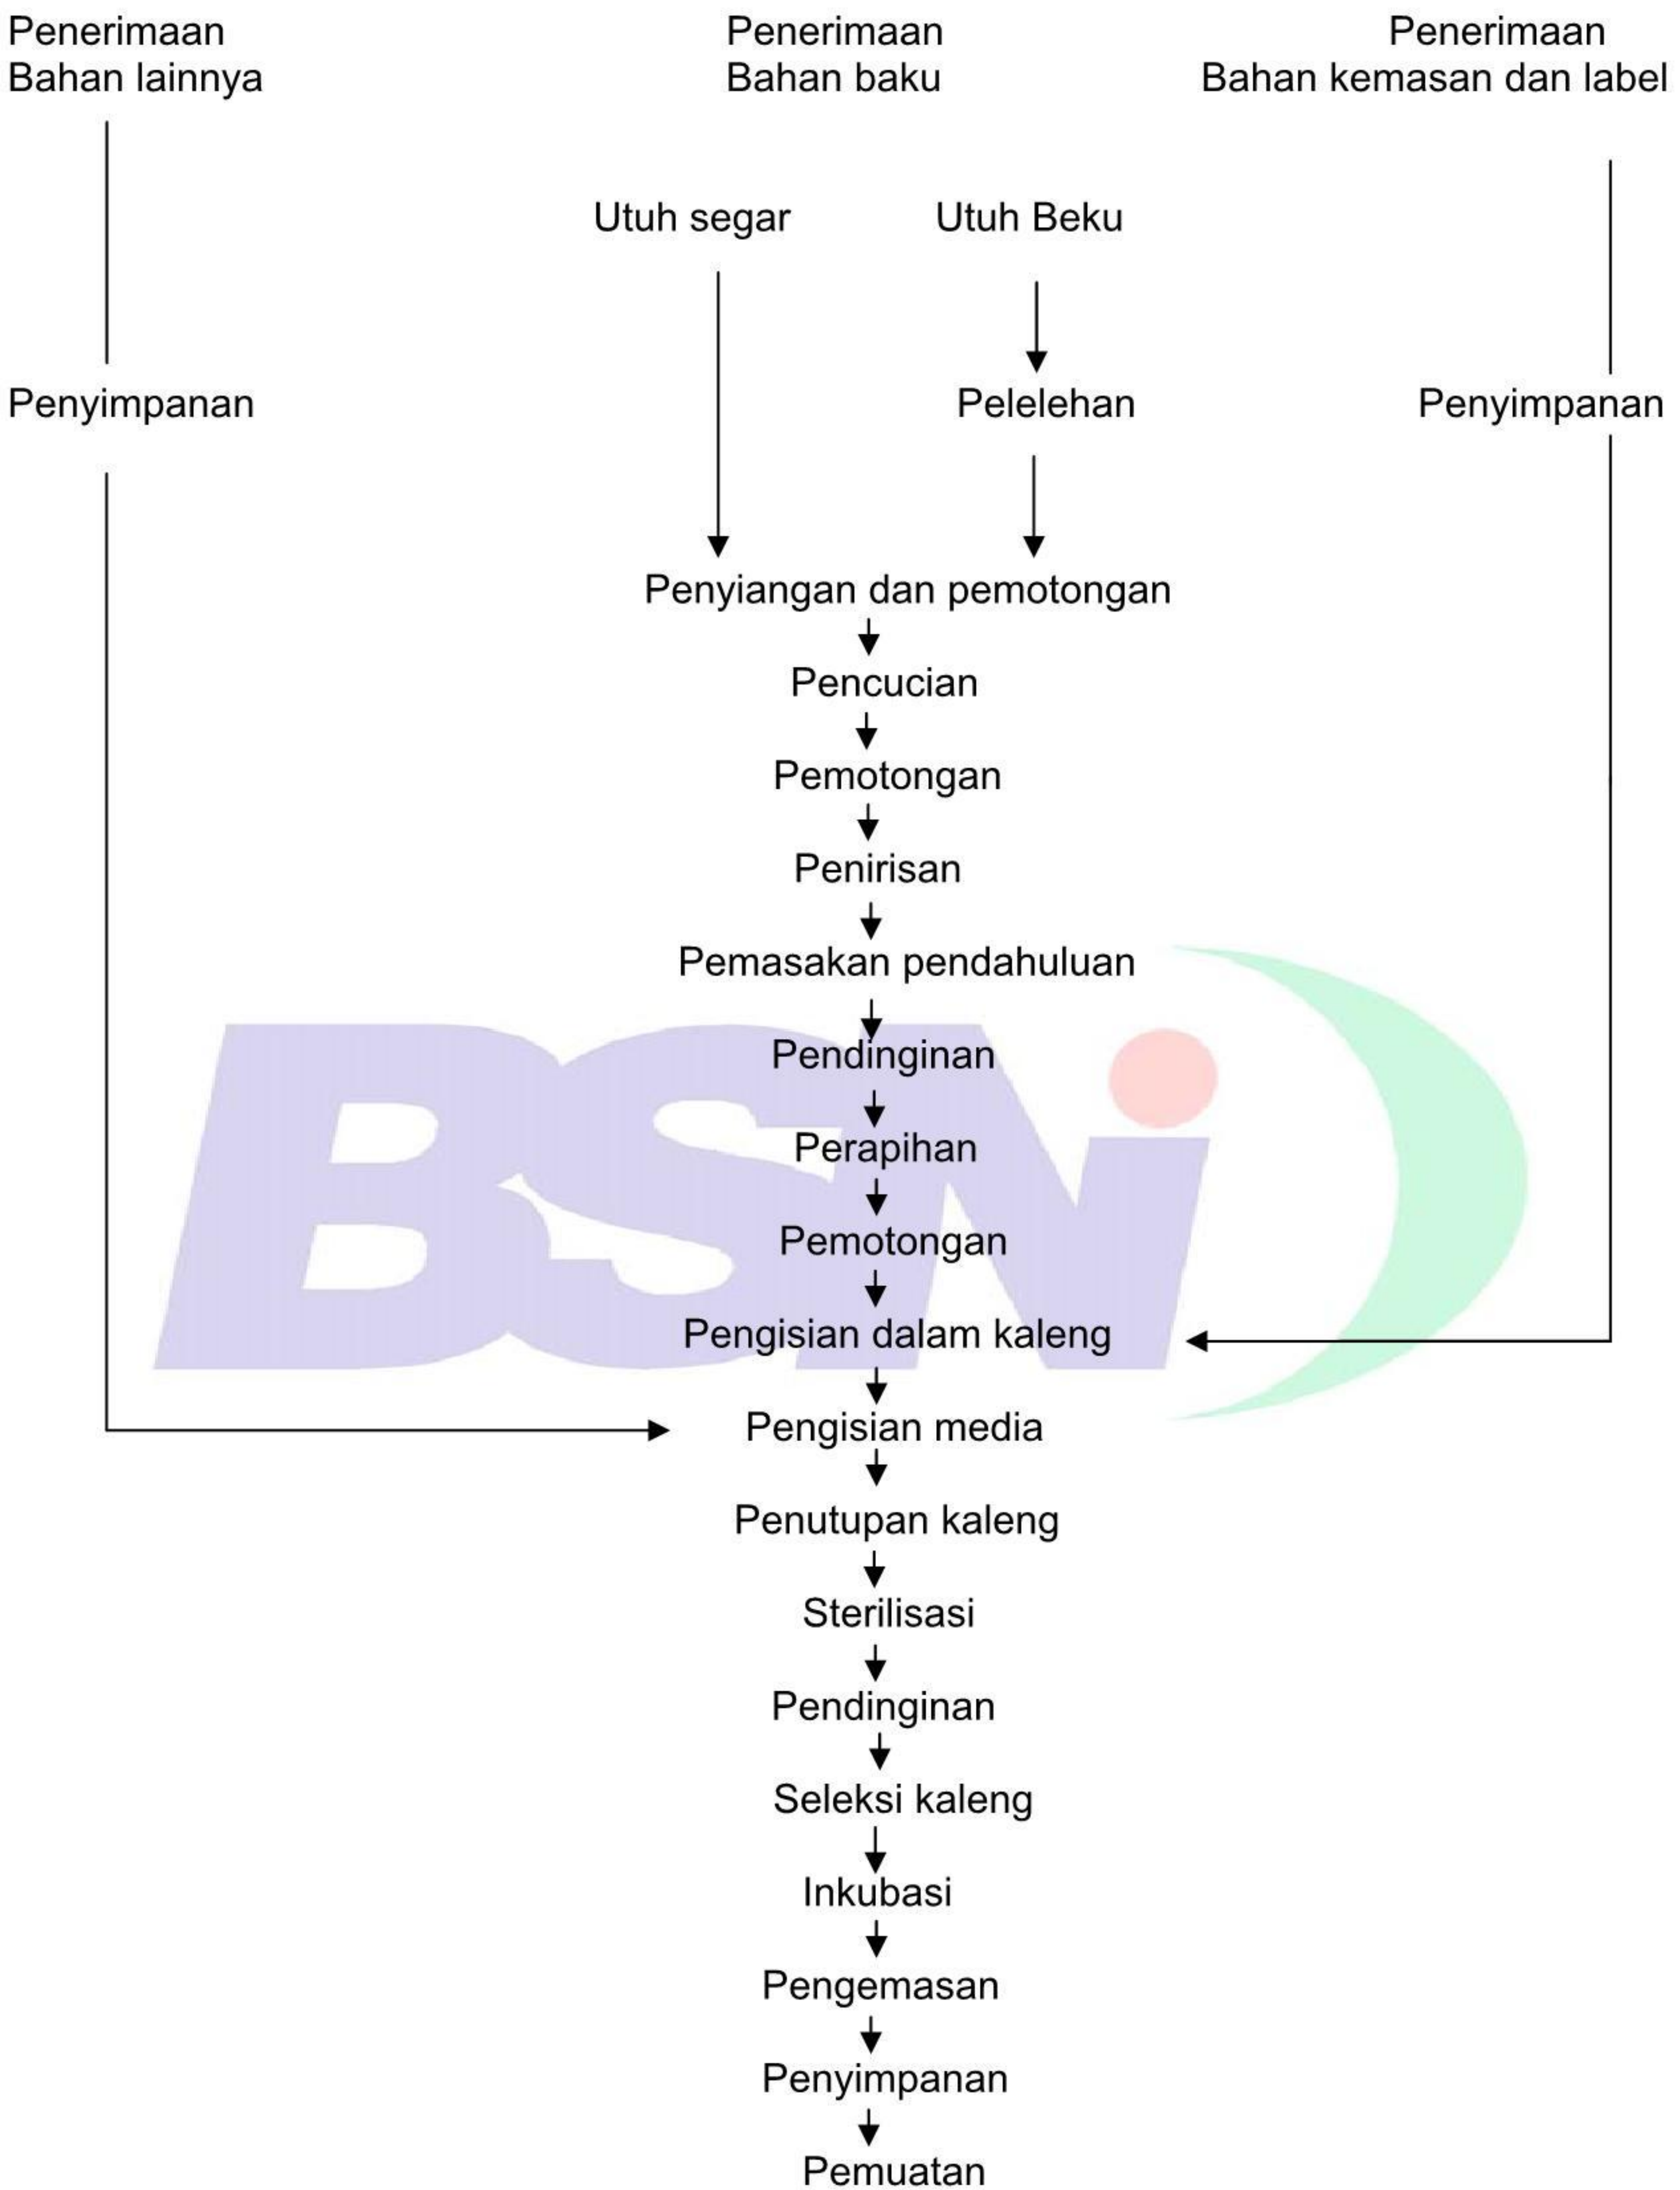 Penerimaan
Bahan lainnya
Penerimaan
Bahan baku
Penerimaan
Bahan kemasan dan label
Utuh segar
Utuh Beku
Penyimpanan
Pelelehan
Penyimpanan
Penyiangan dan pemotongan
Pencucian
Pemotongan
Penirisan
Pemasakan pendahuluan
Pendinginan
Perapihan
Pemotongan
Pengisian dalam kaleng
Pengisian media
Penutupan kaleng
Sterilisasi
Pendinginan
Seleksi kaleng
Inkubasi
Pengemasan
Penyimpanan
Pemuatan
BSNi